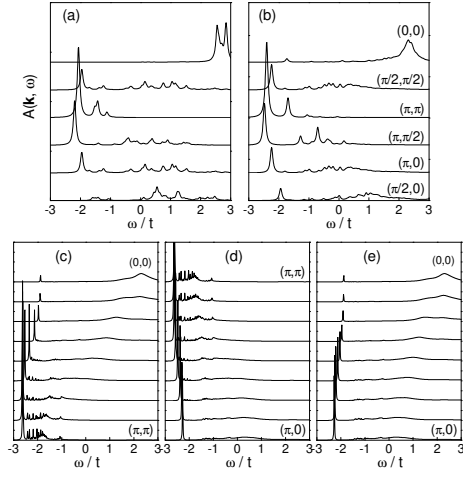 (a)
(b)
A(k, ω)
(0,0)
(π/2,π/2)
(π,π)
(π,π/2)
(π,0)
(π/2,0)
-3 -2 -1 0 1 2 3
-3 -2 -1 0 1 2 3
ω / t
ω / t
(c)
(d)
(e)
(0,0)
(π,π)
(0,0)
(π,π)
(π,0)
(π,0)
-3 -2 -1 0 1 2 3
-3 -2 -1 0 1 2 3
-3 -2 -1 0 1 2 3
ω / t
ω / t
ω / t